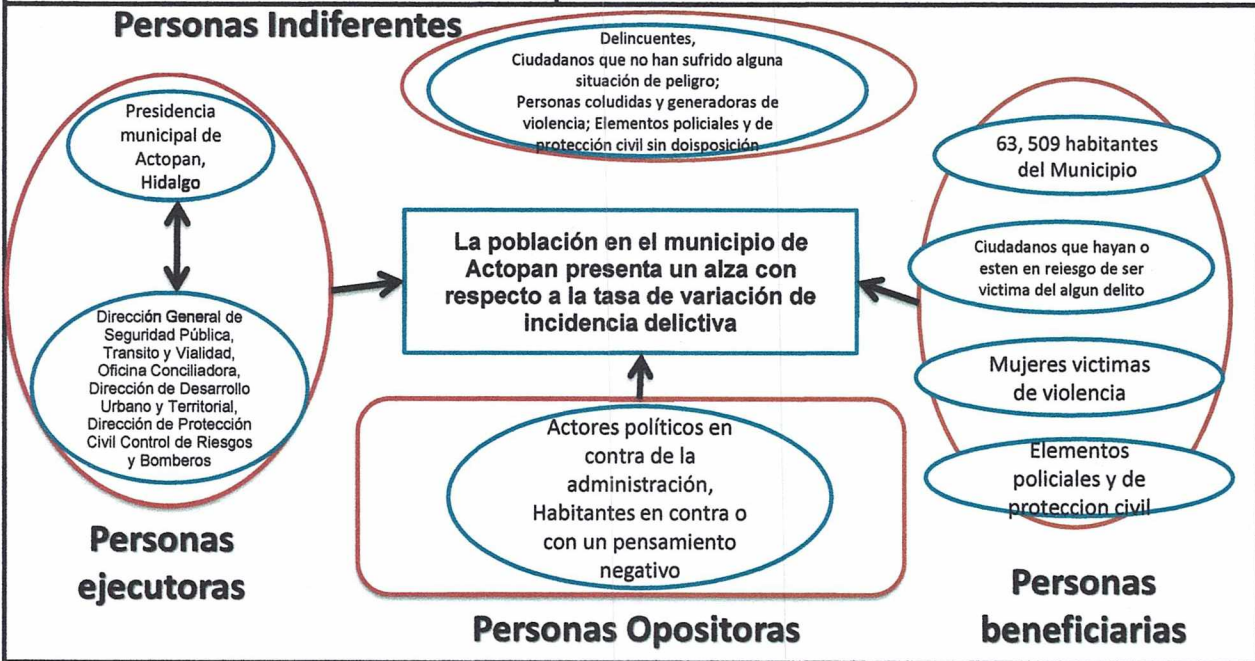 Personas Indiferentes
Delincuentes,
Ciudadanos que no han sufrido alguna
situación de peligro;
Personas coludidas y generadoras de
violencia; Elementos policiales y de
protección civil sin doisposición
Presidencia
municipal de
Actopan,
Hidalgo
Dirección General de
Seguridad Pública,
Transito y Vialidad,
Oficina Conciliadora,
Dirección de Desarrollo
Urbano y Territorial,
Dirección de Protección
Civil Control de Riesgos
y Bomberos
Personas
ejecutoras
La población en el municipio de
Actopan presenta un alza con
respecto a la tasa de variación de
incidencia delictiva
Actores políticos en
contra de la
administración,
Habitantes en contra o
con un pensamiento
negativo
Personas Opositoras
63, 509 habitantes
del Municipio
Ciudadanos que hayan o
esten en reiesgo de ser
victima del algun delito
Mujeres victimas
de violencia
Elementos
policiales y de
proteccion civil
Personas
beneficiarias